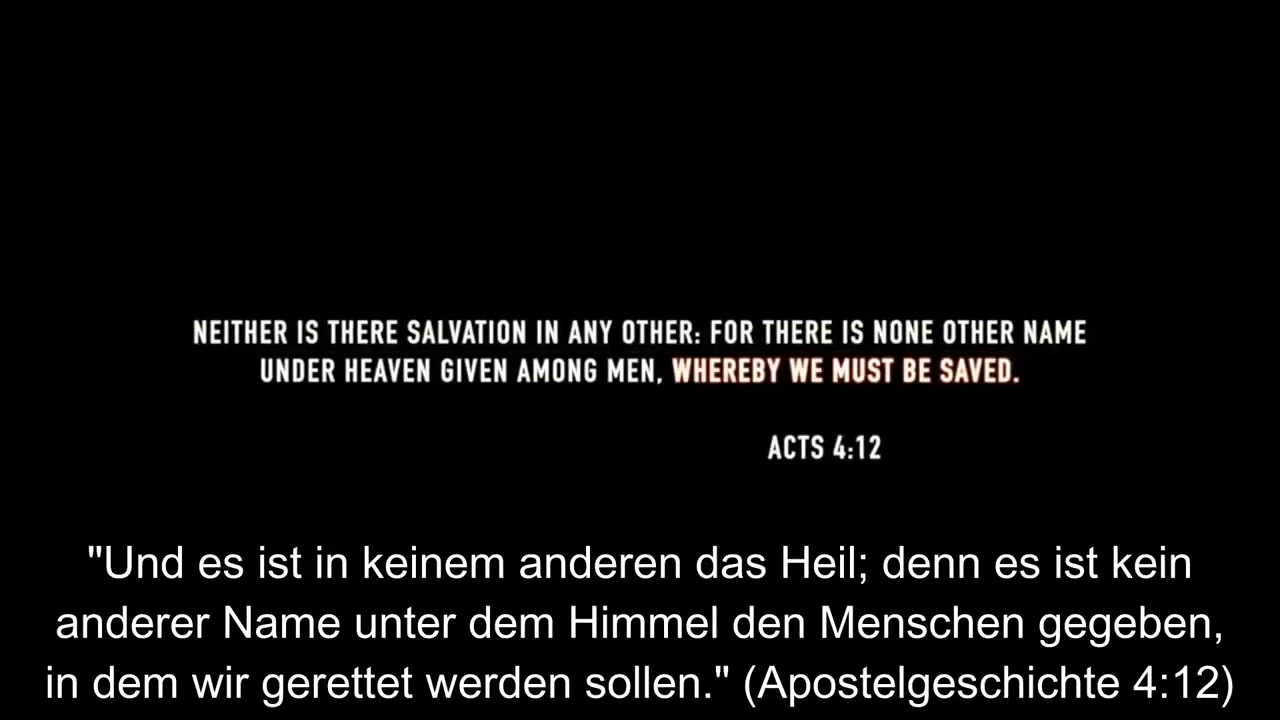 NEITHER IS THERE SALVATION IN ANY OTHER: FOR THERE IS NONE OTHER NAME
UNDER HEAVEN GIVEN AMONG MEN, WHEREBY WE MUST BE SAVED.
ACTS 4:12
"Und es ist in keinem anderen das Heil; denn es ist kein
anderer Name unter dem Himmel den Menschen gegeben,
in dem wir gerettet werden sollen." (Apostelgeschichte 4:12)